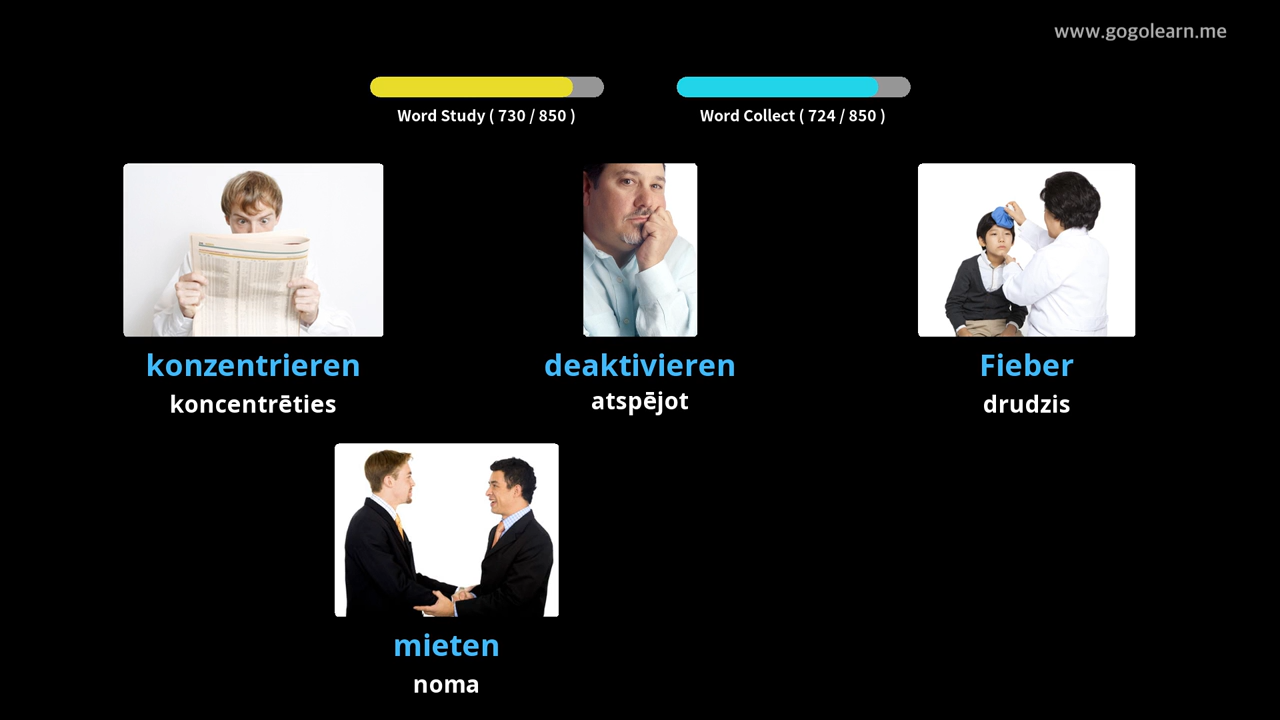 www.gogolearn.me
Word Study ( 730 / 850 )
Word Collect ( 724 / 850 )
konzentrieren
koncentrēties
deaktivieren
atspējot
Fieber
drudzis
mieten
noma